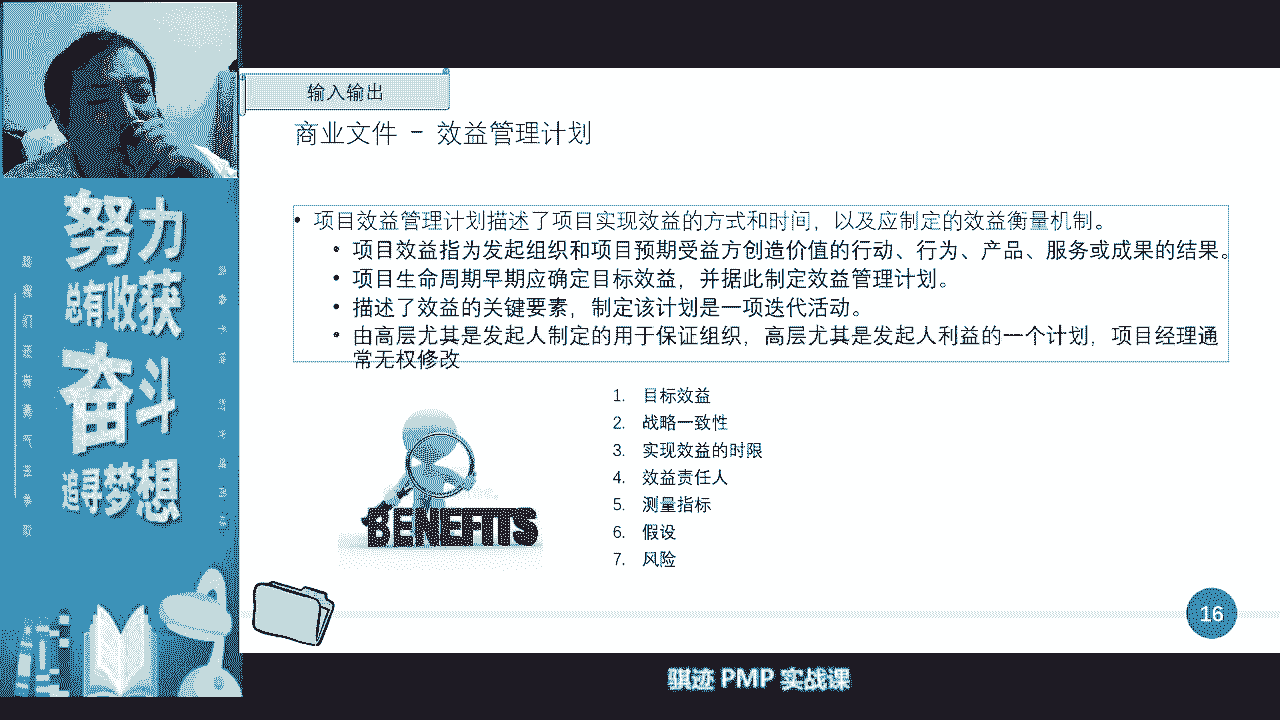 输入输出
商业文件 - 效益管理计划
• 项目效益管理计划描述了项目实现效益的方式和时间，以及应制定的效益衡量机制。
• 项目效益指为发起组织和项目预期受益方创造价值的行动、行为、产品、服务或成果的结果。
• 项目生命周期早期应确定目标效益，并据此制定效益管理计划。
• 描述了效益的关键要素，制定该计划是一项迭代活动。
• 由高层尤其是发起人制定的用于保证组织，高层尤其是发起人利益的一个计划，项目经理通
常无权修改
1. 目标效益
2. 战略一致性
3. 实现效益的时限
4. 效益责任人
5. 测量指标
6. 假设
7. 风险
BENEFITS
16
努力
总有收获
奋斗
追寻梦想
骐迹 PMP 实战课